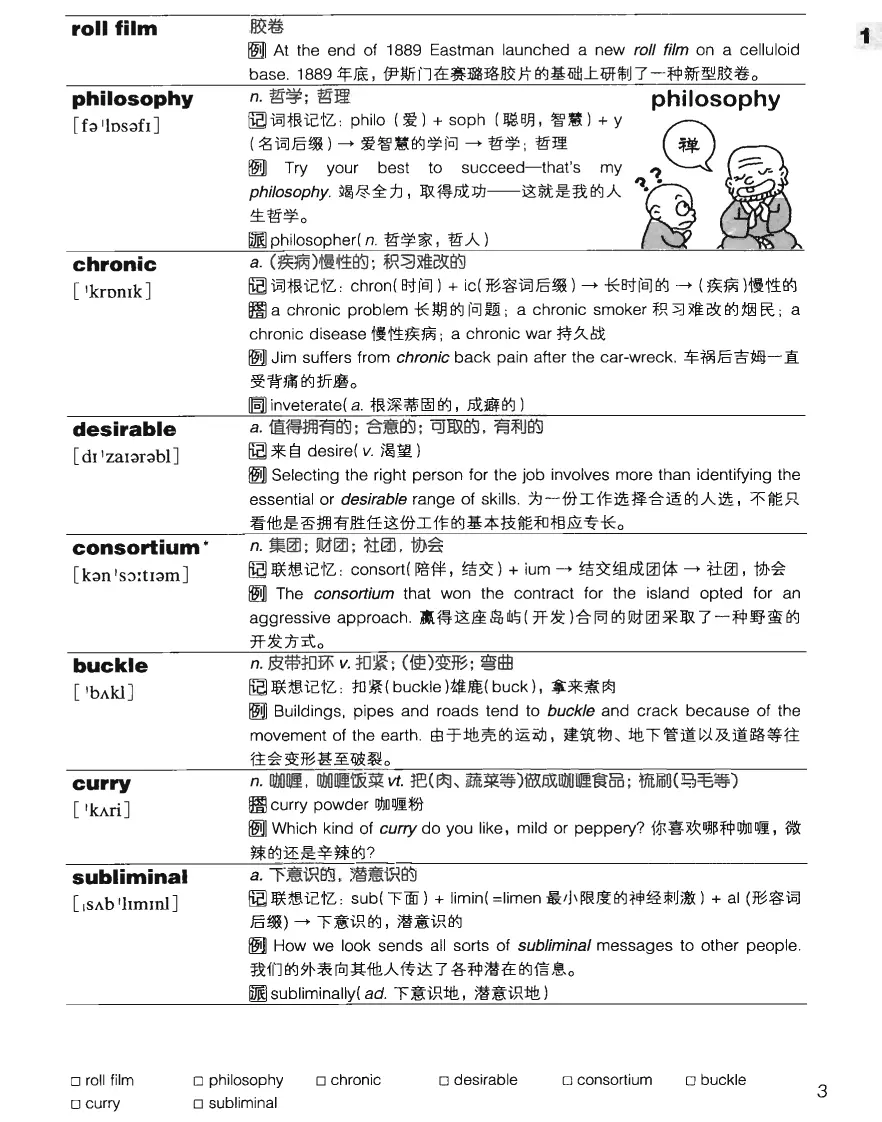 roll film
胶卷
例 At the end of 1889 Eastman launched a new roll film on a celluloid
base. 1889年底，伊斯门在赛璐珞胶片的基础上研制了一种新型胶卷。
1
philosophy
[fəˈlɒsəfɪ]
n. 哲学；哲理
记 词根记忆：philo（爱）+ soph（聪明，智慧）+ y
（名词后缀）→ 爱智慧的学问 → 哲学；哲理
例 Try your best to succeed—that's my
philosophy. 竭尽全力，取得成功——这就是我的人
生哲学。
派 philosopher(n. 哲学家，哲人)
philosophy
禅
??
chronic
[ˈkrɒnɪk]
a. (疾病)慢性的；积习难改的
记 词根记忆：chron(时间) + ic(形容词后缀) → 长时间的 → (疾病)慢性的
搭 a chronic problem 长期的问题；a chronic smoker 积习难改的烟民；a
chronic disease 慢性疾病；a chronic war 持久战
例 Jim suffers from chronic back pain after the car-wreck. 车祸后吉姆一直
受背痛的折磨。
同 inveterate(a. 根深蒂固的，成癖的)
desirable
[dɪˈzaɪərəbl]
a. 值得拥有的；合意的；可取的，有利的
记 来自 desire(v. 渴望)
例 Selecting the right person for the job involves more than identifying the
essential or desirable range of skills. 为一份工作选择合适的人选，不能只
看他是否拥有胜任这份工作的基本技能和相应专长。
consortium*
[kənˈsɔːtɪəm]
n. 集团；财团；社团，协会
记 联想记忆：consort(陪伴，结交) + ium → 结交组成团体 → 社团，协会
例 The consortium that won the contract for the island opted for an
aggressive approach. 赢得这座岛屿(开发)合同的财团采取了一种野蛮的
开发方式。
buckle
[ˈbʌkl]
n. 皮带扣环 v. 扣紧；(使)变形；弯曲
记 联想记忆：扣紧(buckle)雄鹿(buck)，拿来煮肉
例 Buildings, pipes and roads tend to buckle and crack because of the
movement of the earth. 由于地壳的运动，建筑物、地下管道以及道路等往
往会变形甚至破裂。
curry
[ˈkʌri]
n. 咖喱，咖喱饭菜 vt. 把(肉、蔬菜等)做成咖喱食品；梳刷(马毛等)
搭 curry powder 咖喱粉
例 Which kind of curry do you like, mild or peppery? 你喜欢哪种咖喱，微
辣的还是辛辣的?
subliminal
[ˌsʌbˈlɪmɪnl]
a. 下意识的，潜意识的
记 联想记忆：sub(下面) + limin(=limen 最小限度的神经刺激) + al (形容词
后缀) → 下意识的，潜意识的
例 How we look sends all sorts of subliminal messages to other people.
我们的外表向其他人传达了各种潜在的信息。
派 subliminally(ad. 下意识地，潜意识地)
□ roll film □ philosophy □ chronic □ desirable □ consortium □ buckle
□ curry □ subliminal
3